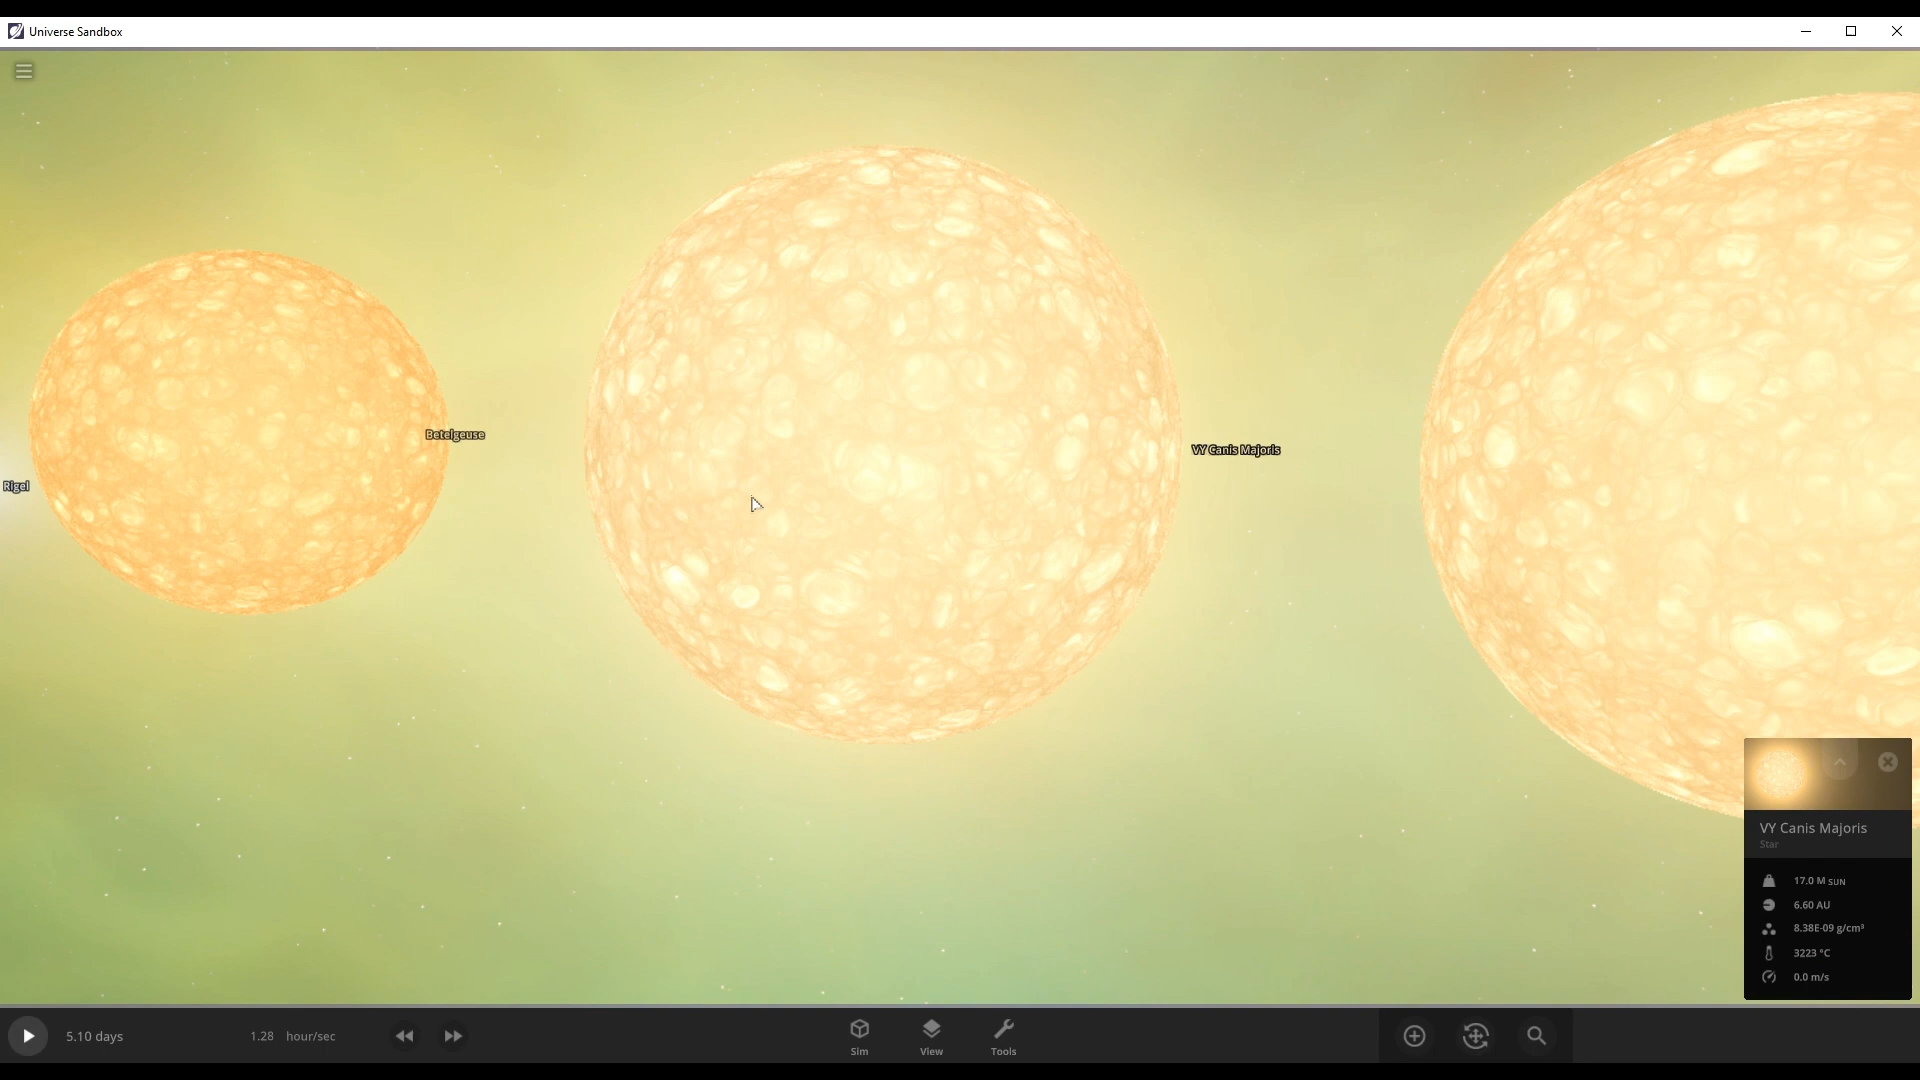 Universe Sandbox
Betelgeuse
VY Canis Majoris
Rigel
VY Canis Majoris
Star
17.0 M SUN
6.60 AU
8.38E-09 g/cm³
3223 °C
0.0 m/s
5.10 days
1.28 hour/sec
Sim
View
Tools